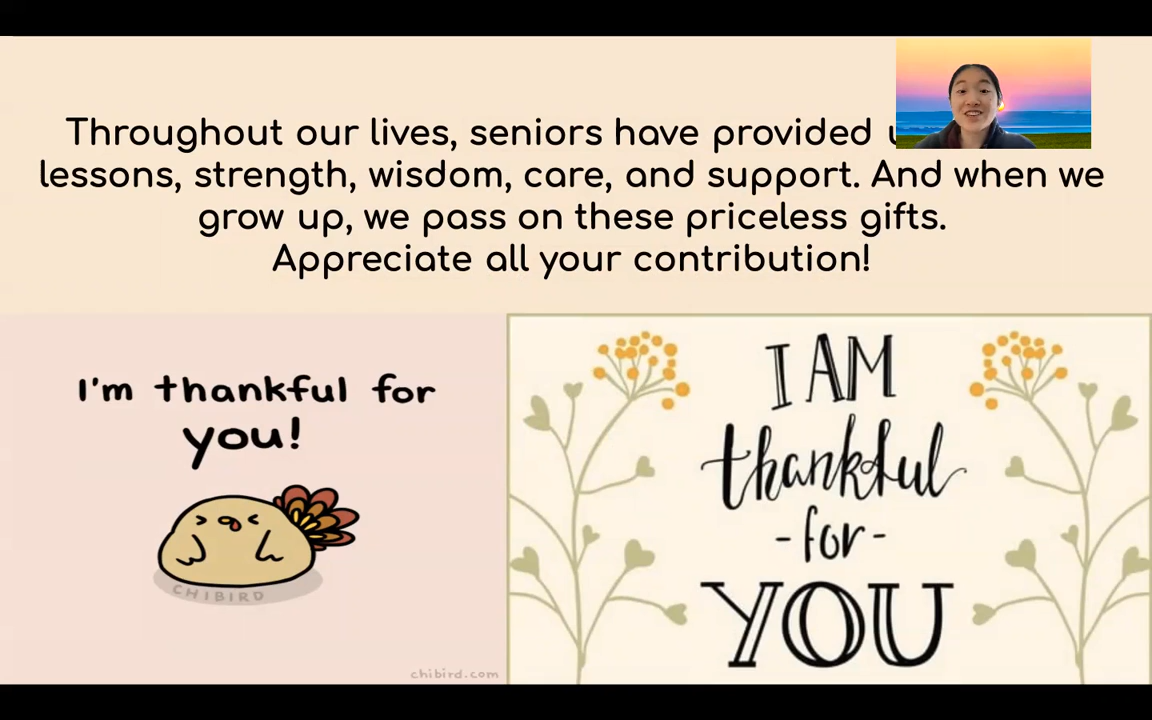 Throughout our lives, seniors have provided
lessons, strength, wisdom, care, and support. And when we
grow up, we pass on these priceless gifts.
Appreciate all your contribution!
I'm thankful for
you!
CHIBIRD
chibird.com
I AM
thankful
-for-
YOU